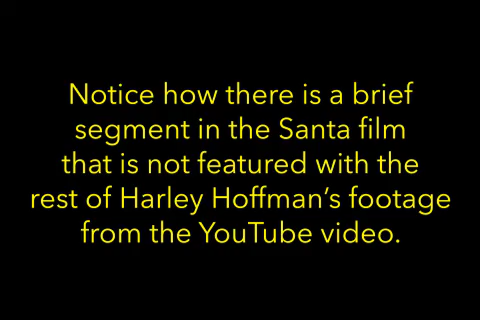 Notice how there is a brief
segment in the Santa film
that is not featured with the
rest of Harley Hoffman’s footage
from the YouTube video.